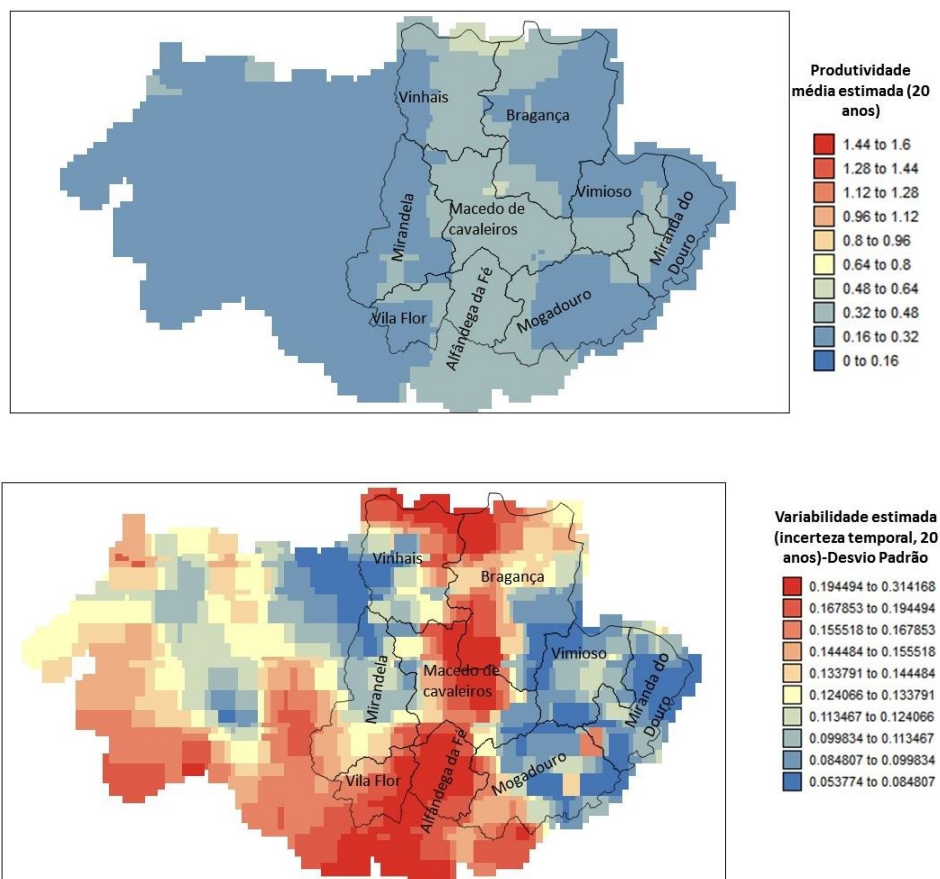 Vinhais
Bragança
Vimioso
Mirandela
Macedo de
cavaleiros
Miranda do
Douro
Vila Flor
Alfândega da Fé
Mogadouro
Produtividade
média estimada (20
anos)
1.44 to 1.6
1.28 to 1.44
1.12 to 1.28
0.96 to 1.12
0.8 to 0.96
0.64 to 0.8
0.48 to 0.64
0.32 to 0.48
0.16 to 0.32
0 to 0.16
Vinhais
Bragança
Vimioso
Mirandela
Macedo de
cavaleiros
Miranda do
Douro
Vila Flor
Alfândega da Fé
Mogadouro
Variabilidade estimada
(incerteza temporal, 20
anos)-Desvio Padrão
0.194494 to 0.314168
0.167853 to 0.194494
0.155518 to 0.167853
0.144484 to 0.155518
0.133791 to 0.144484
0.124066 to 0.133791
0.113467 to 0.124066
0.099834 to 0.113467
0.084807 to 0.099834
0.053774 to 0.084807